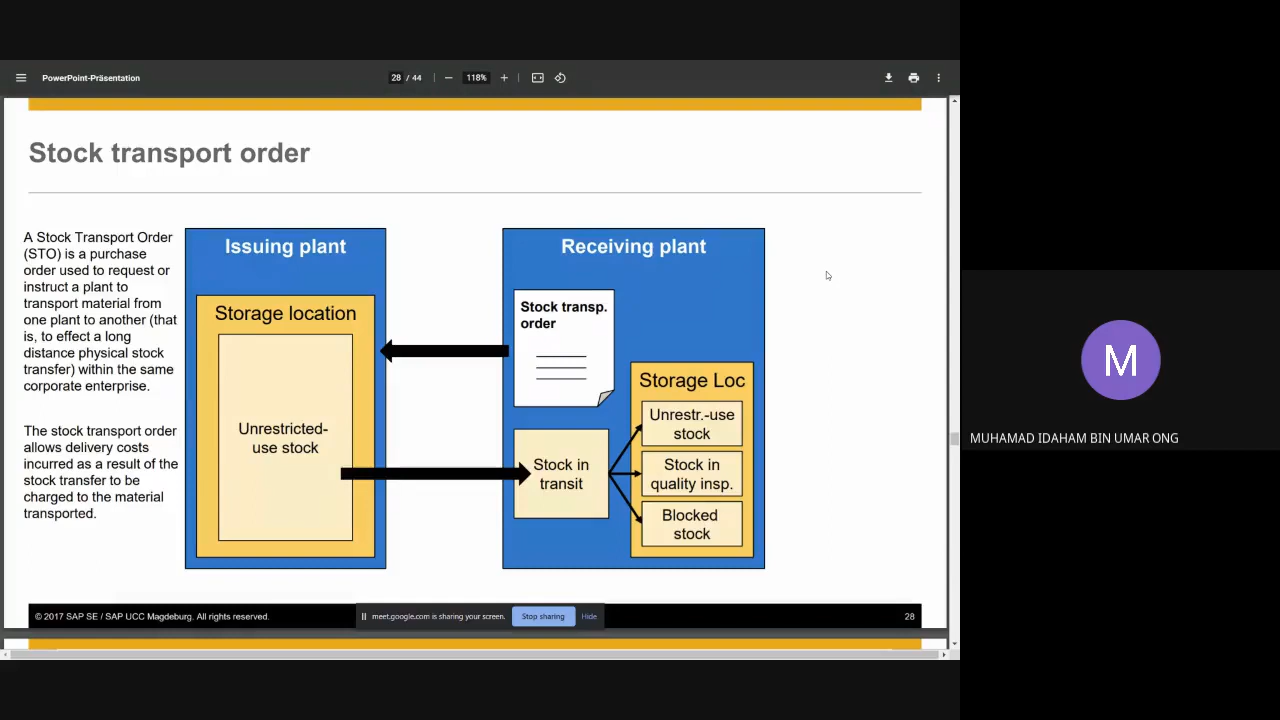 PowerPoint-Präsentation
28 / 44
118%
Stock transport order
A Stock Transport Order
(STO) is a purchase
order used to request or
instruct a plant to
transport material from
one plant to another (that
is, to effect a long
distance physical stock
transfer) within the same
corporate enterprise.
The stock transport order
allows delivery costs
incurred as a result of the
stock transfer to be
charged to the material
transported.
Issuing plant
Storage location
Unrestricted-
use stock
Receiving plant
Stock transp.
order
Stock in
transit
Storage Loc
Unrestr.-use
stock
Stock in
quality insp.
Blocked
stock
M
MUHAMAD IDAHAM BIN UMAR ONG
© 2017 SAP SE / SAP UCC Magdeburg. All rights reserved.
meet.google.com is sharing your screen.
Stop sharing
Hide
28